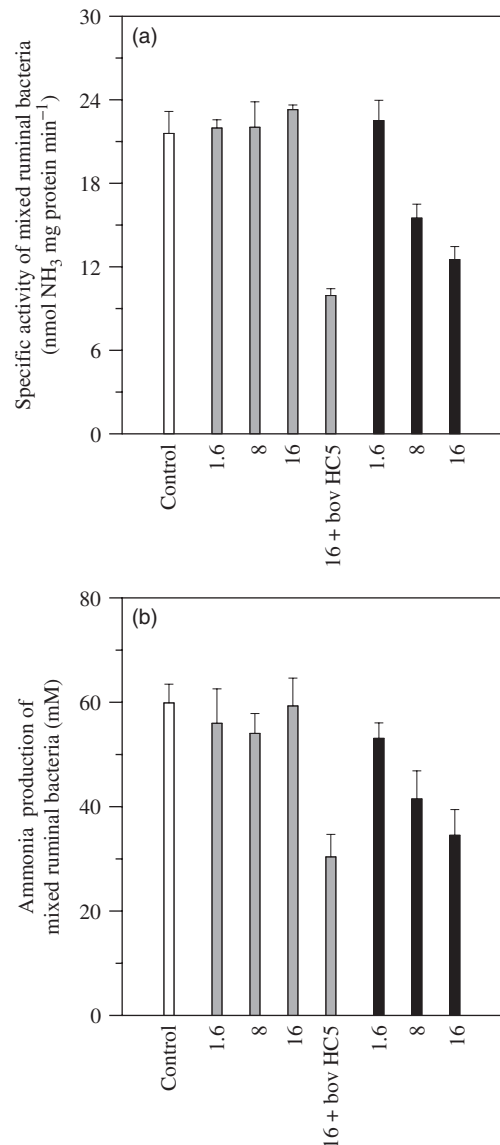 (a)
Specific activity of mixed ruminal bacteria
(nmol NH₃ mg protein min⁻¹)
30
24
18
12
6
0
Control
1.6
8
16
16 + bov HC5
1.6
8
16
(b)
Ammonia production of
mixed ruminal bacteria (mM)
80
60
40
20
0
Control
1.6
8
16
16 + bov HC5
1.6
8
16